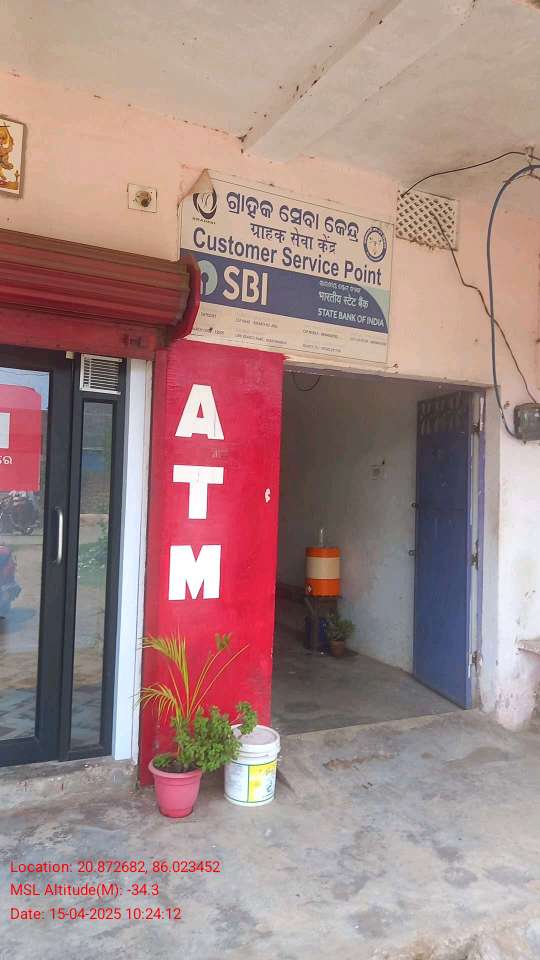 ଗ୍ରାହକ ସେବା କେନ୍ଦ୍ର
ग्राहक सेवा केंद्र
Customer Service Point
SBI
भारतीय स्टेट बैंक
STATE BANK OF INDIA
A
T
M
Location: 20.872682, 86.023452
MSL Altitude(M): -34.3
Date: 15-04-2025 10:24:12